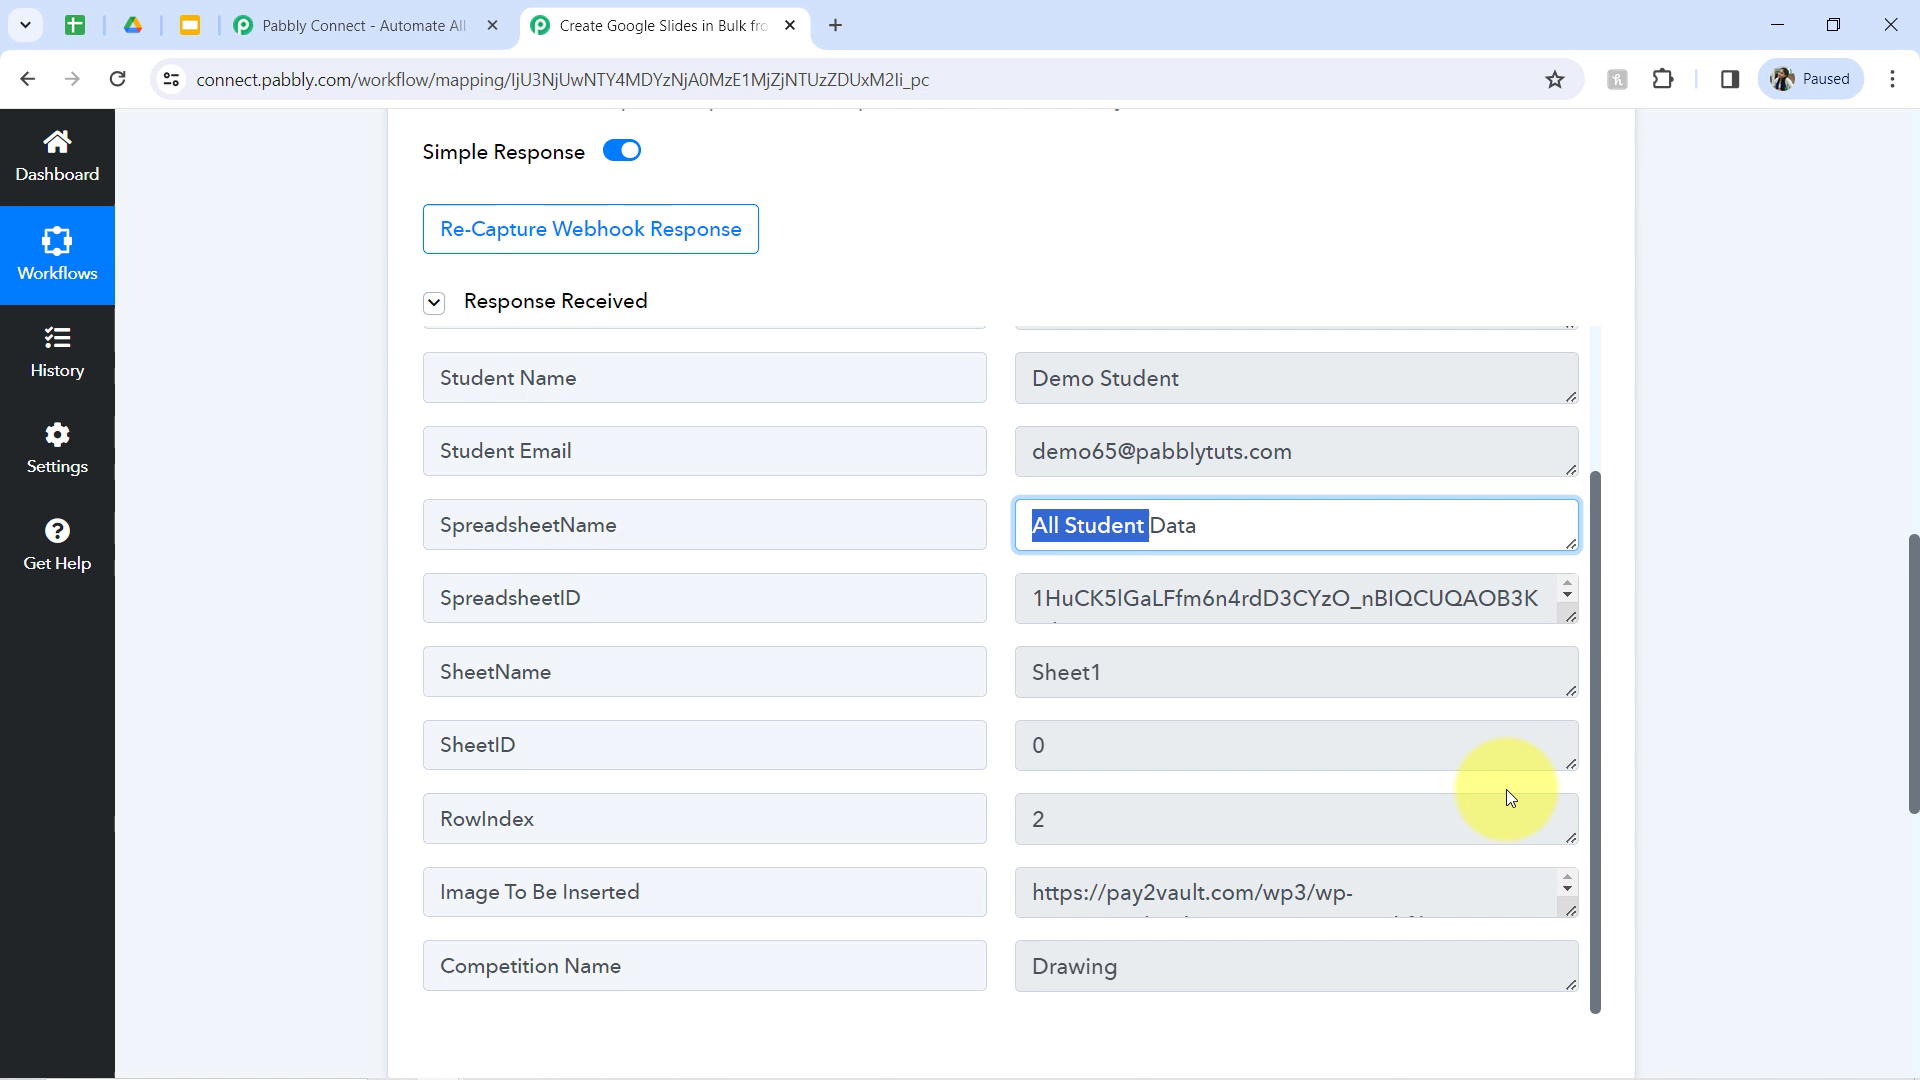 Pabbly Connect - Automate All
Create Google Slides in Bulk fro
connect.pabbly.com/workflow/mapping/IjU3NjUwNTY4MDYzNjA0MzE1MjZjNTUzZDUxM2Ii_pc
Paused
Dashboard
Workflows
History
Settings
Get Help
Simple Response
Re-Capture Webhook Response
Response Received
Student Name
Demo Student
Student Email
demo65@pabblytuts.com
SpreadsheetName
All Student Data
SpreadsheetID
1HuCK5lGaLFfm6n4rdD3CYzO_nBIQCUQAOB3K
SheetName
Sheet1
SheetID
0
RowIndex
2
Image To Be Inserted
https://pay2vault.com/wp3/wp-
Competition Name
Drawing